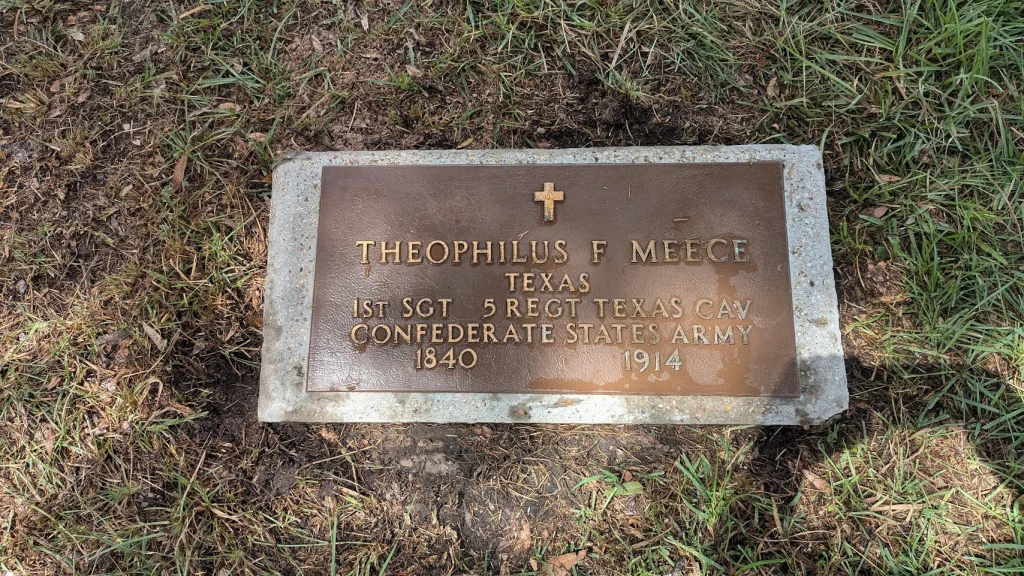 THEOPHILUS F MEECE
TEXAS
1ST SGT 5 REGT TEXAS CAV
CONFEDERATE STATES ARMY
1840 1914